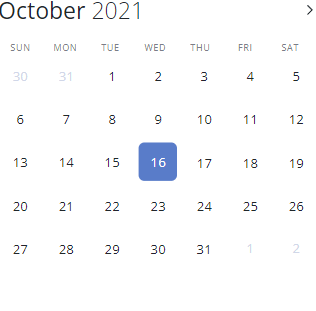 October 2021
SUN MON TUE WED THU FRI SAT
30 31 1 2 3 4 5
6 7 8 9 10 11 12
13 14 15 16 17 18 19
20 21 22 23 24 25 26
27 28 29 30 31 1 2